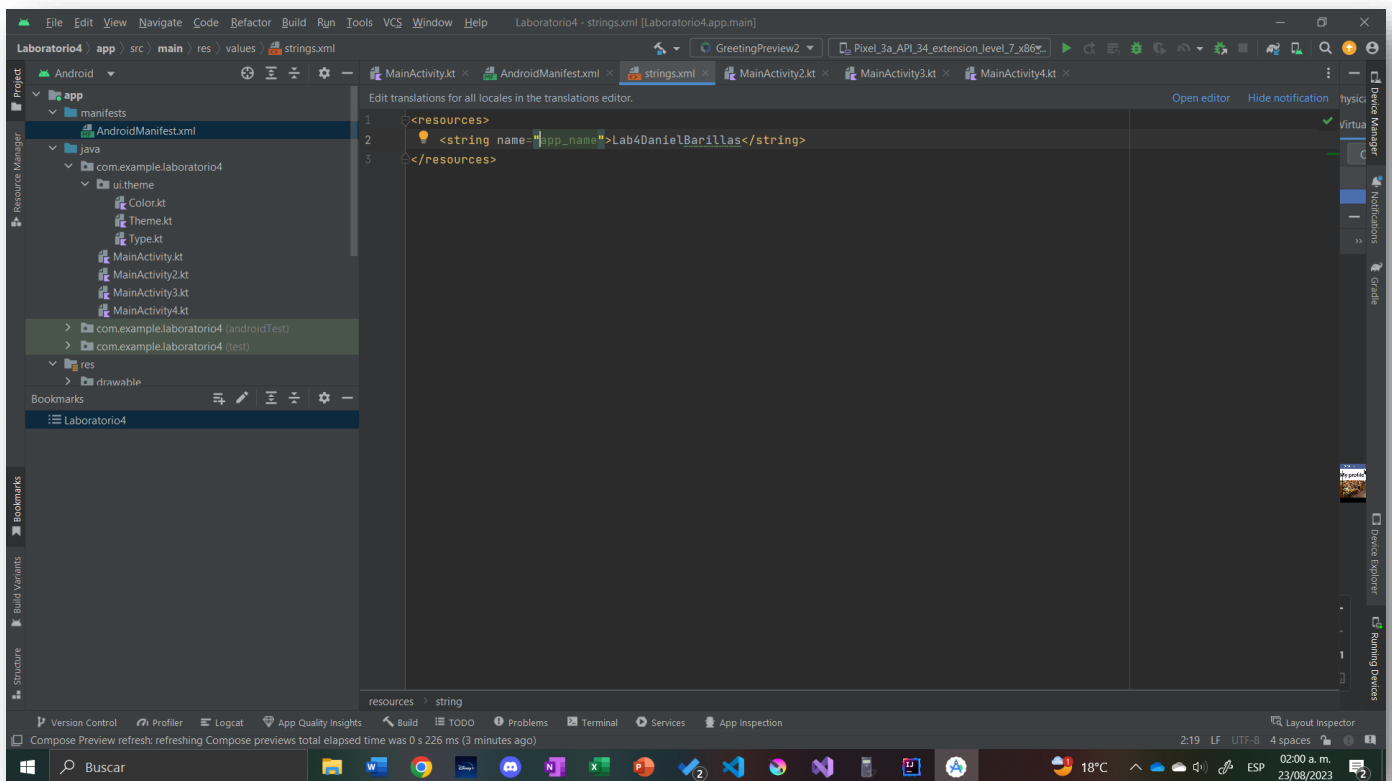 File Edit View Navigate Code Refactor Build Run Tools VCS Window Help Laboratorio4 - strings.xml [Laboratorio4.app.main]
Laboratorio4 app src main res values strings.xml GreetingPreview2 Pixel_3a_API_34_extension_level_7_x86
Project
Android
MainActivity.kt AndroidManifest.xml strings.xml MainActivity2.kt MainActivity3.kt MainActivity4.kt
Edit translations for all locales in the translations editor. Open editor Hide notification
1 <resources>
2 <string name="app_name">Lab4DanielBarillas</string>
3 </resources>
app
manifests
AndroidManifest.xml
java
com.example.laboratorio4
ui.theme
Color.kt
Theme.kt
Type.kt
MainActivity.kt
MainActivity2.kt
MainActivity3.kt
MainActivity4.kt
com.example.laboratorio4 (androidTest)
com.example.laboratorio4 (test)
res
drawable
Bookmarks
Laboratorio4
Resource Manager
Bookmarks
Build Variants
Structure
Device Manager
Notifications
Gradle
Device Explorer
Running Devices
My profile
resources string
Version Control Profiler Logcat App Quality Insights Build TODO Problems Terminal Services App Inspection Layout Inspector
Compose Preview refresh: refreshing Compose previews total elapsed time was 0 s 226 ms (3 minutes ago) 2:19 LF UTF-8 4 spaces
Buscar 18°C ESP 02:00 a. m.
23/08/2023